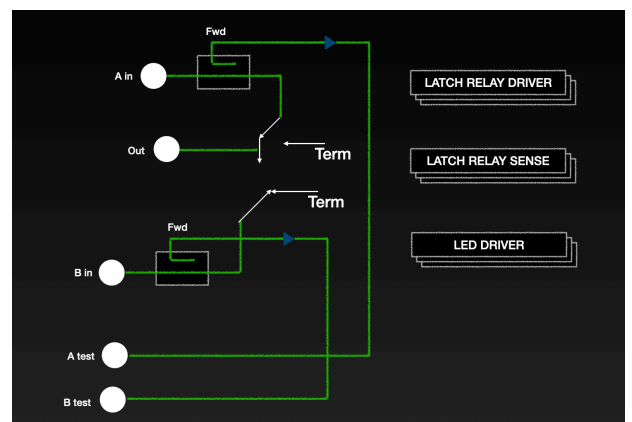 Fwd
A in
LATCH RELAY DRIVER
Out
Term
LATCH RELAY SENSE
Term
Fwd
LED DRIVER
B in
A test
B test